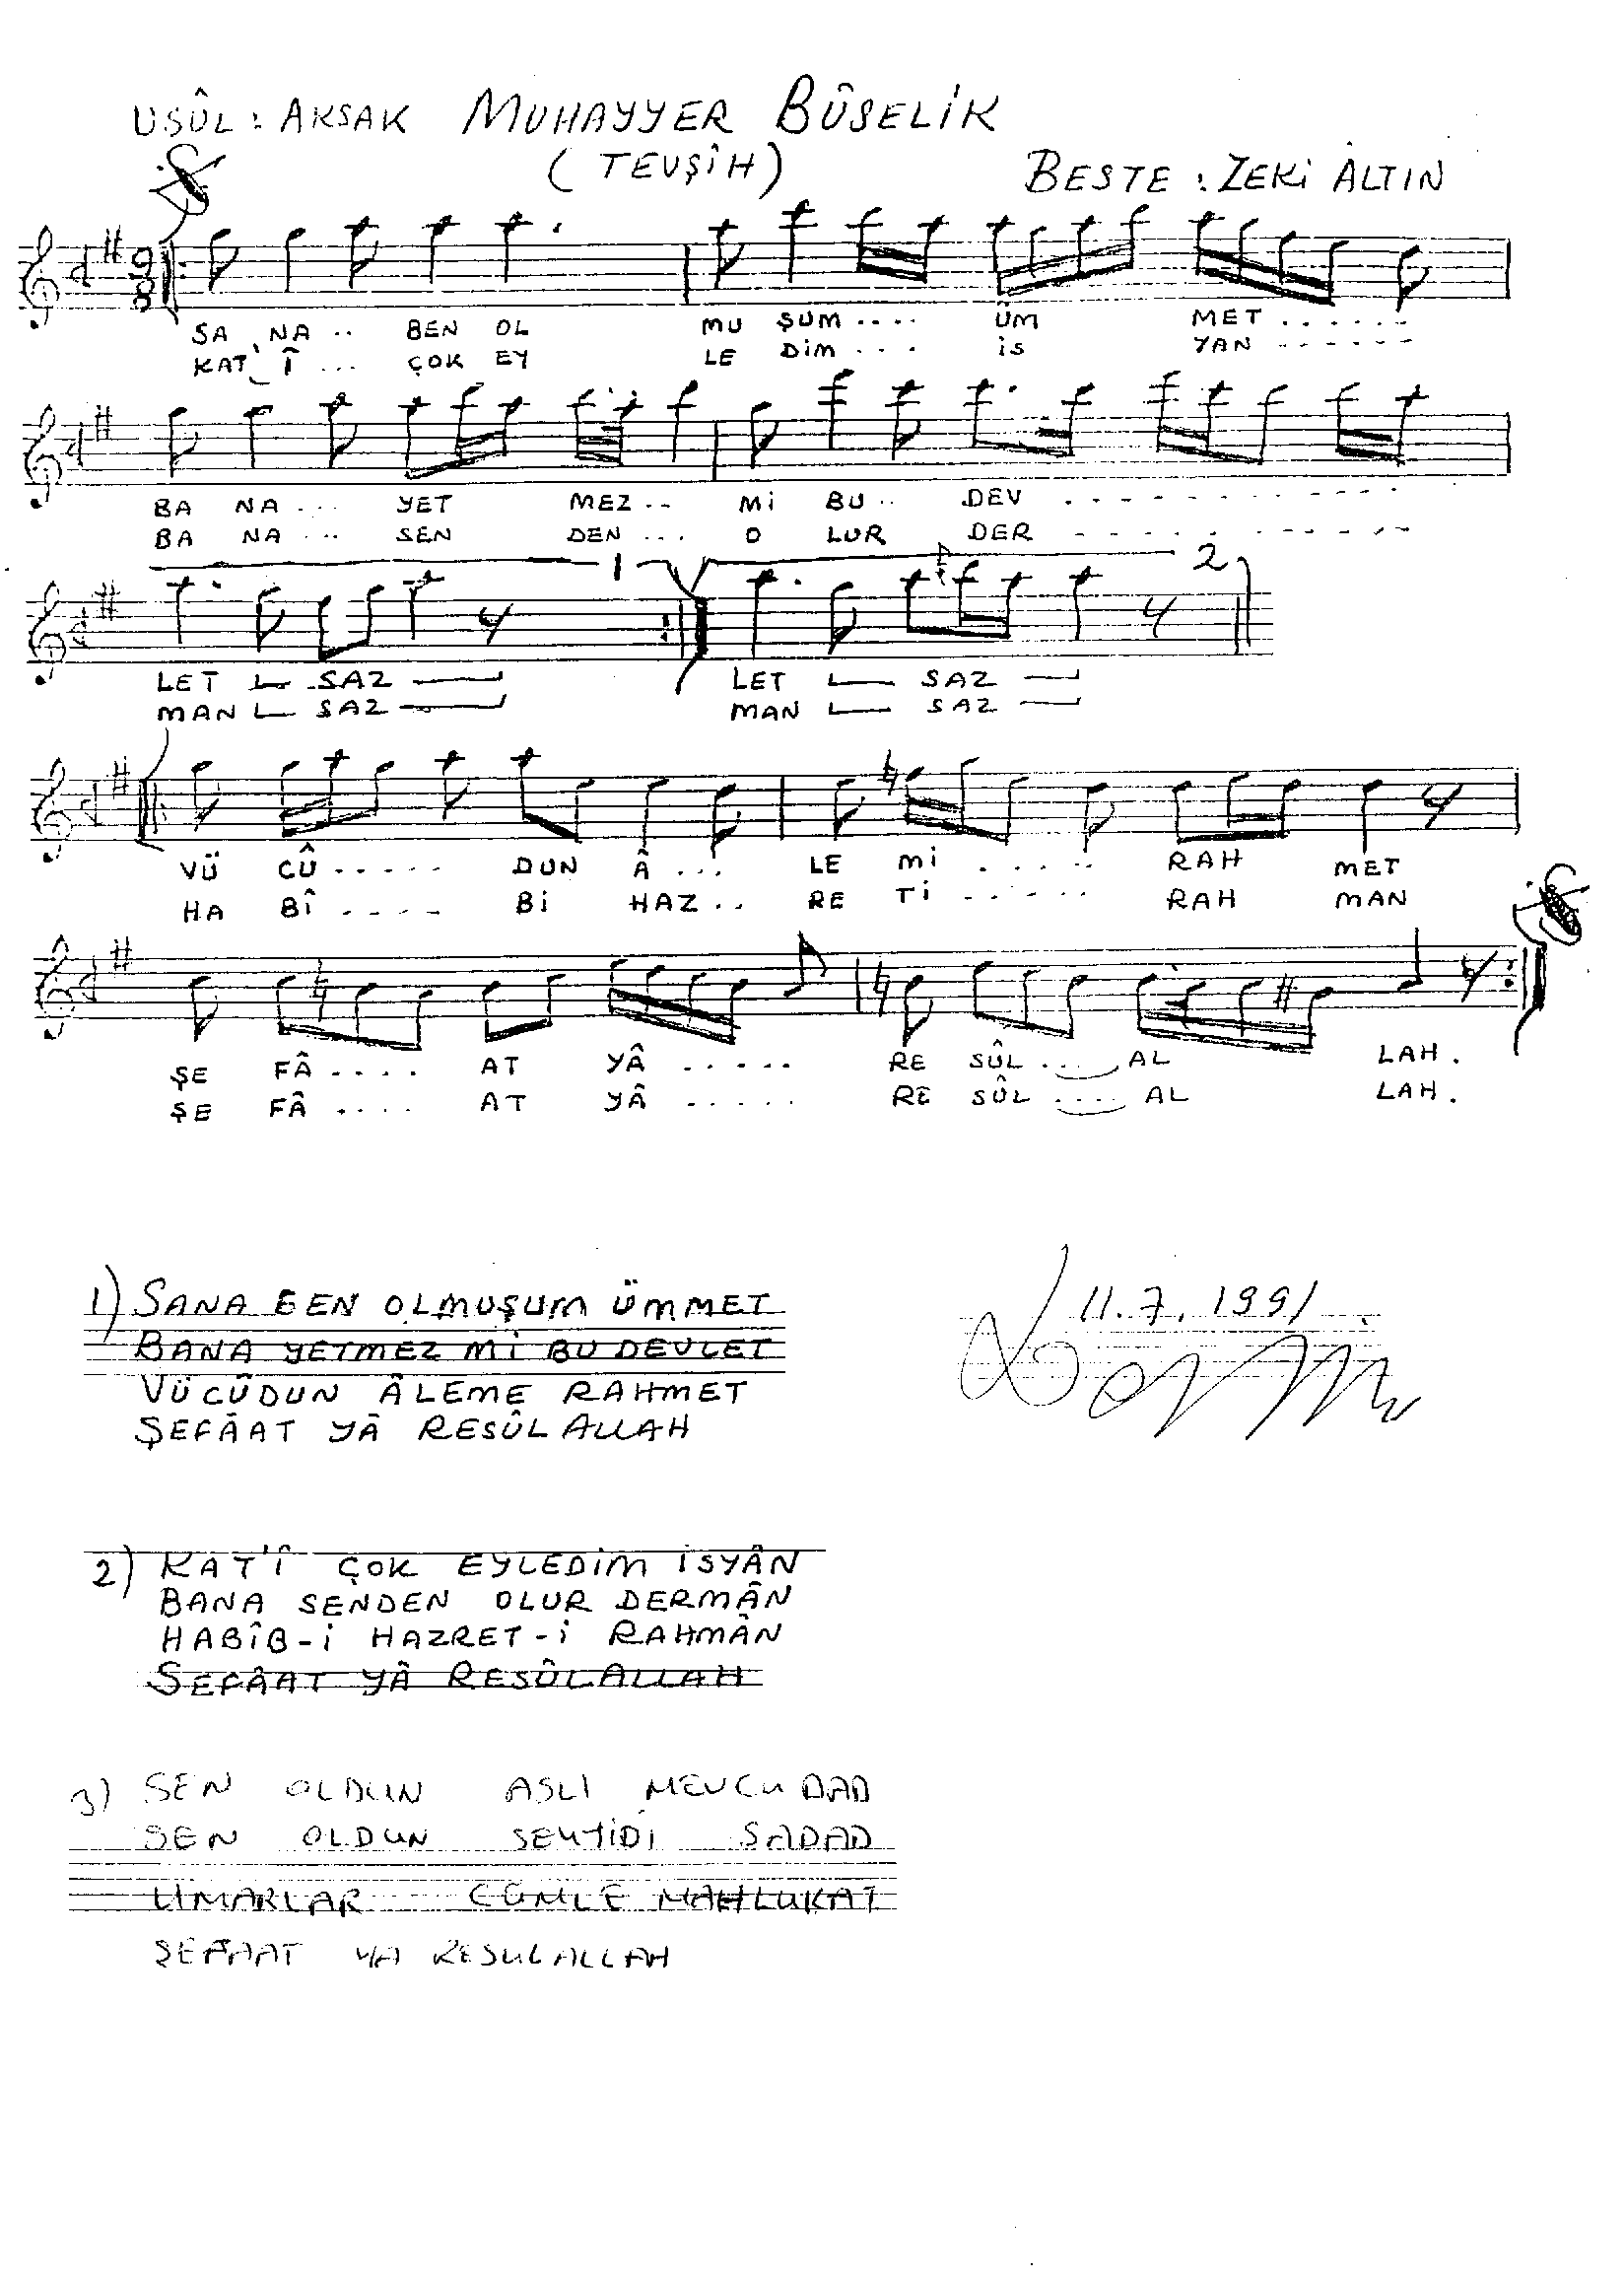 USÛL : AKSAK MUHAYYER BÛSELİK
(TEVŞÎH)
BESTE : ZEKİ ALTIN
9
8
SA NA .. BEN OL MU ŞUM .... ÜM MET ......
KAT' Î ... ÇOK EY LE DİM ... İS YAN ......
BA NA ... YET MEZ .. Mİ BU .. DEV ............
BA NA ... SEN DEN ... O LUR DER ............
1 2
LET SAZ LET SAZ
MAN SAZ MAN SAZ
VÜ CÛ ..... DUN Â ... LE Mİ ..... RAH MET
HA BÎ .... Bİ HAZ .. RE Tİ ..... RAH MAN
ŞE FÂ .... AT YÂ ..... RE SÛL ... AL LAH .
ŞE FÂ .... AT YÂ ..... RE SÛL .... AL LAH .
1) SANA BEN OLMUŞUM ÜMMET
BANA YETMEZ Mİ BU DEVLET
VÜCÛDUN ÂLEME RAHMET
ŞEFÂAT YÂ RESÛLALLAH
11.7.1991
2) KAT'Î ÇOK EYLEDİM İSYÂN
BANA SENDEN OLUR DERMÂN
HABÎB-İ HAZRET-İ RAHMÂN
ŞEFÂAT YÂ RESÛLALLAH
3) SEN OLDUN ASLI MEVCUDAD
SEN OLDUN SEYYİDİ SADAD
UMARLAR CÜMLE MAHLUKAT
ŞEFAAT YA RESULALLAH